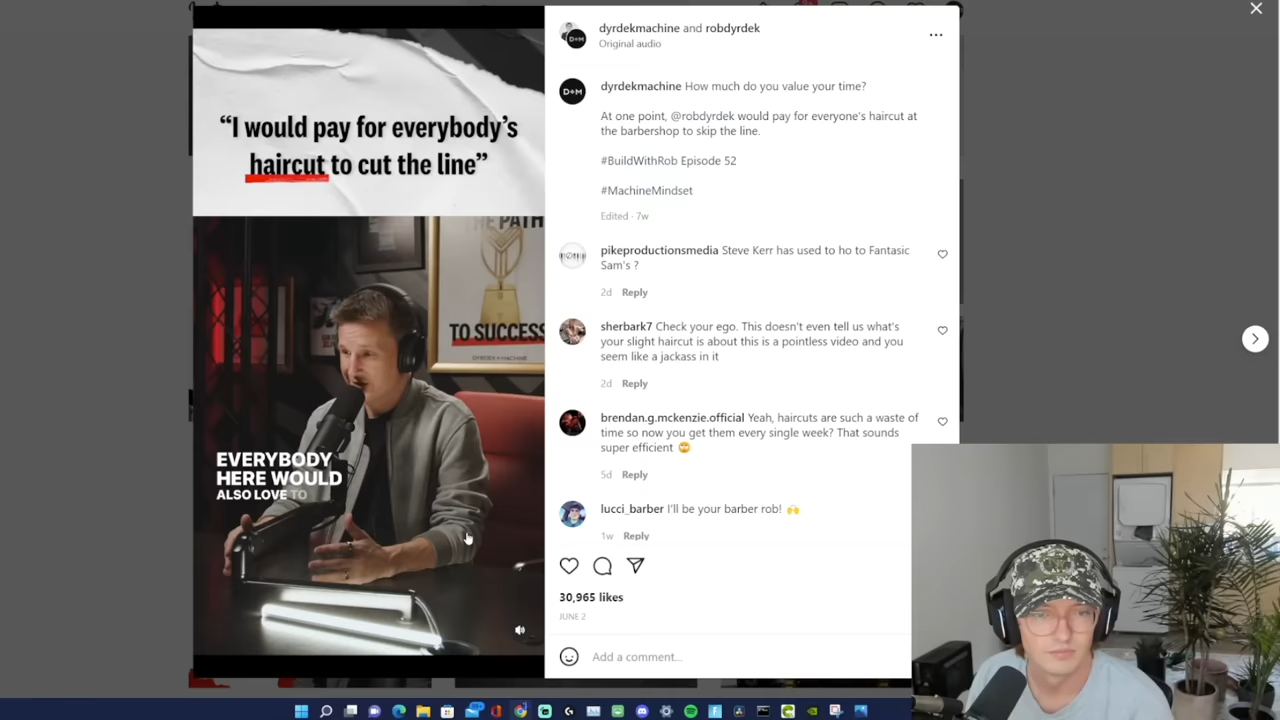 “I would pay for everybody’s
haircut to cut the line”
THE PATH
TO SUCCESS
DYRDEK MACHINE
EVERYBODY
HERE WOULD
ALSO LOVE TO
D+M
dyrdekmachine and robdyrdek
Original audio
D+M
dyrdekmachine How much do you value your time?
At one point, @robdyrdek would pay for everyone's haircut at
the barbershop to skip the line.
#BuildWithRob Episode 52
#MachineMindset
Edited · 7w
pikeproductionsmedia Steve Kerr has used to ho to Fantasic
Sam's ?
2d Reply
sherbark7 Check your ego. This doesn't even tell us what's
your slight haircut is about this is a pointless video and you
seem like a jackass in it
2d Reply
brendan.g.mckenzie.official Yeah, haircuts are such a waste of
time so now you get them every single week? That sounds
super efficient 🙄
5d Reply
lucci_barber I'll be your barber rob! 🙌
1w Reply
30,965 likes
JUNE 2
Add a comment...